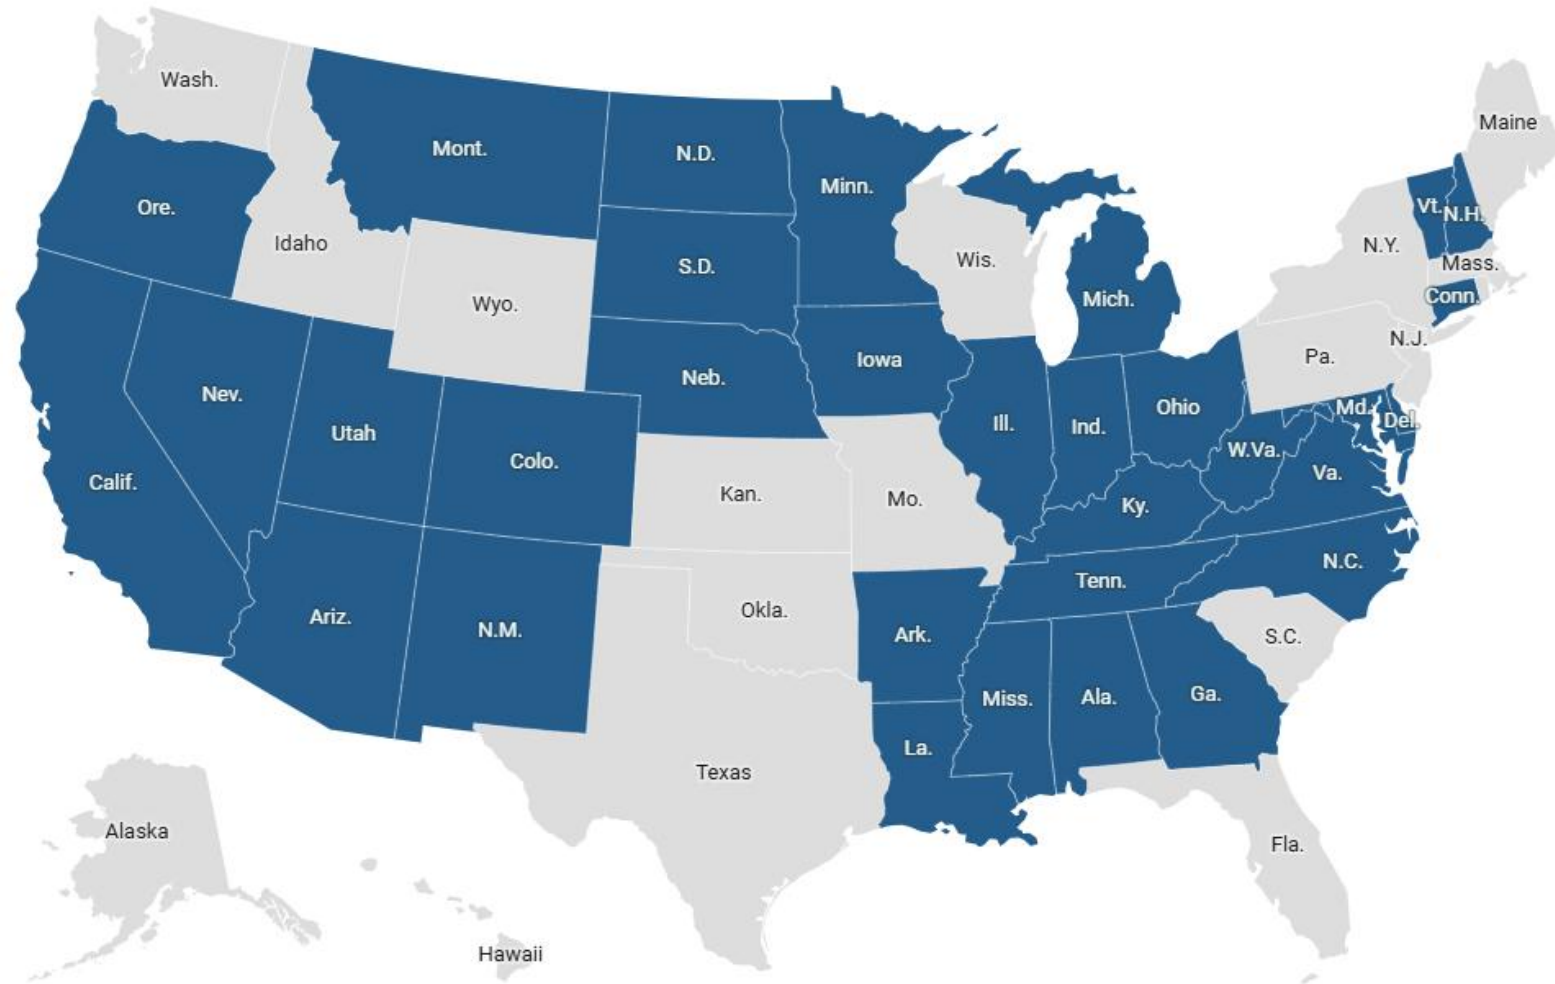 Wash.
Maine
Mont.
N.D.
Minn.
Ore.
Vt.
N.H.
Idaho
N.Y.
Wis.
Mass.
S.D.
Conn.
Mich.
Wyo.
N.J.
Pa.
Iowa
Neb.
Nev.
Ohio
Md.
Del.
Utah
Ill.
Ind.
W.Va.
Colo.
Va.
Calif.
Kan.
Mo.
Ky.
N.C.
Tenn.
Ariz.
Okla.
N.M.
Ark.
S.C.
Miss.
Ala.
Ga.
La.
Texas
Alaska
Fla.
Hawaii